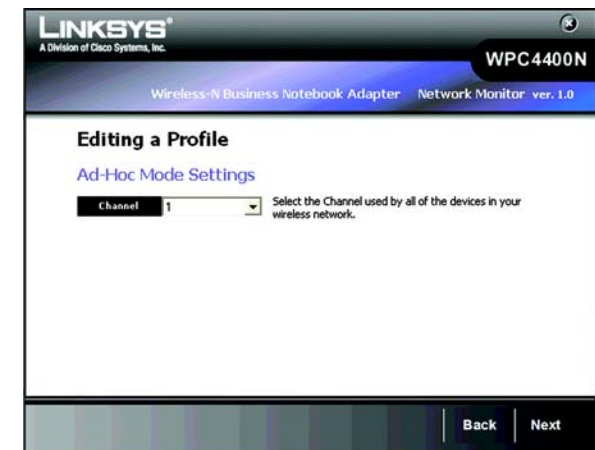 LINKSYS®
A Division of Cisco Systems, Inc.
WPC4400N
Wireless-N Business Notebook Adapter Network Monitor ver. 1.0
Editing a Profile
Ad-Hoc Mode Settings
Channel 1 Select the Channel used by all of the devices in your
wireless network.
Back Next